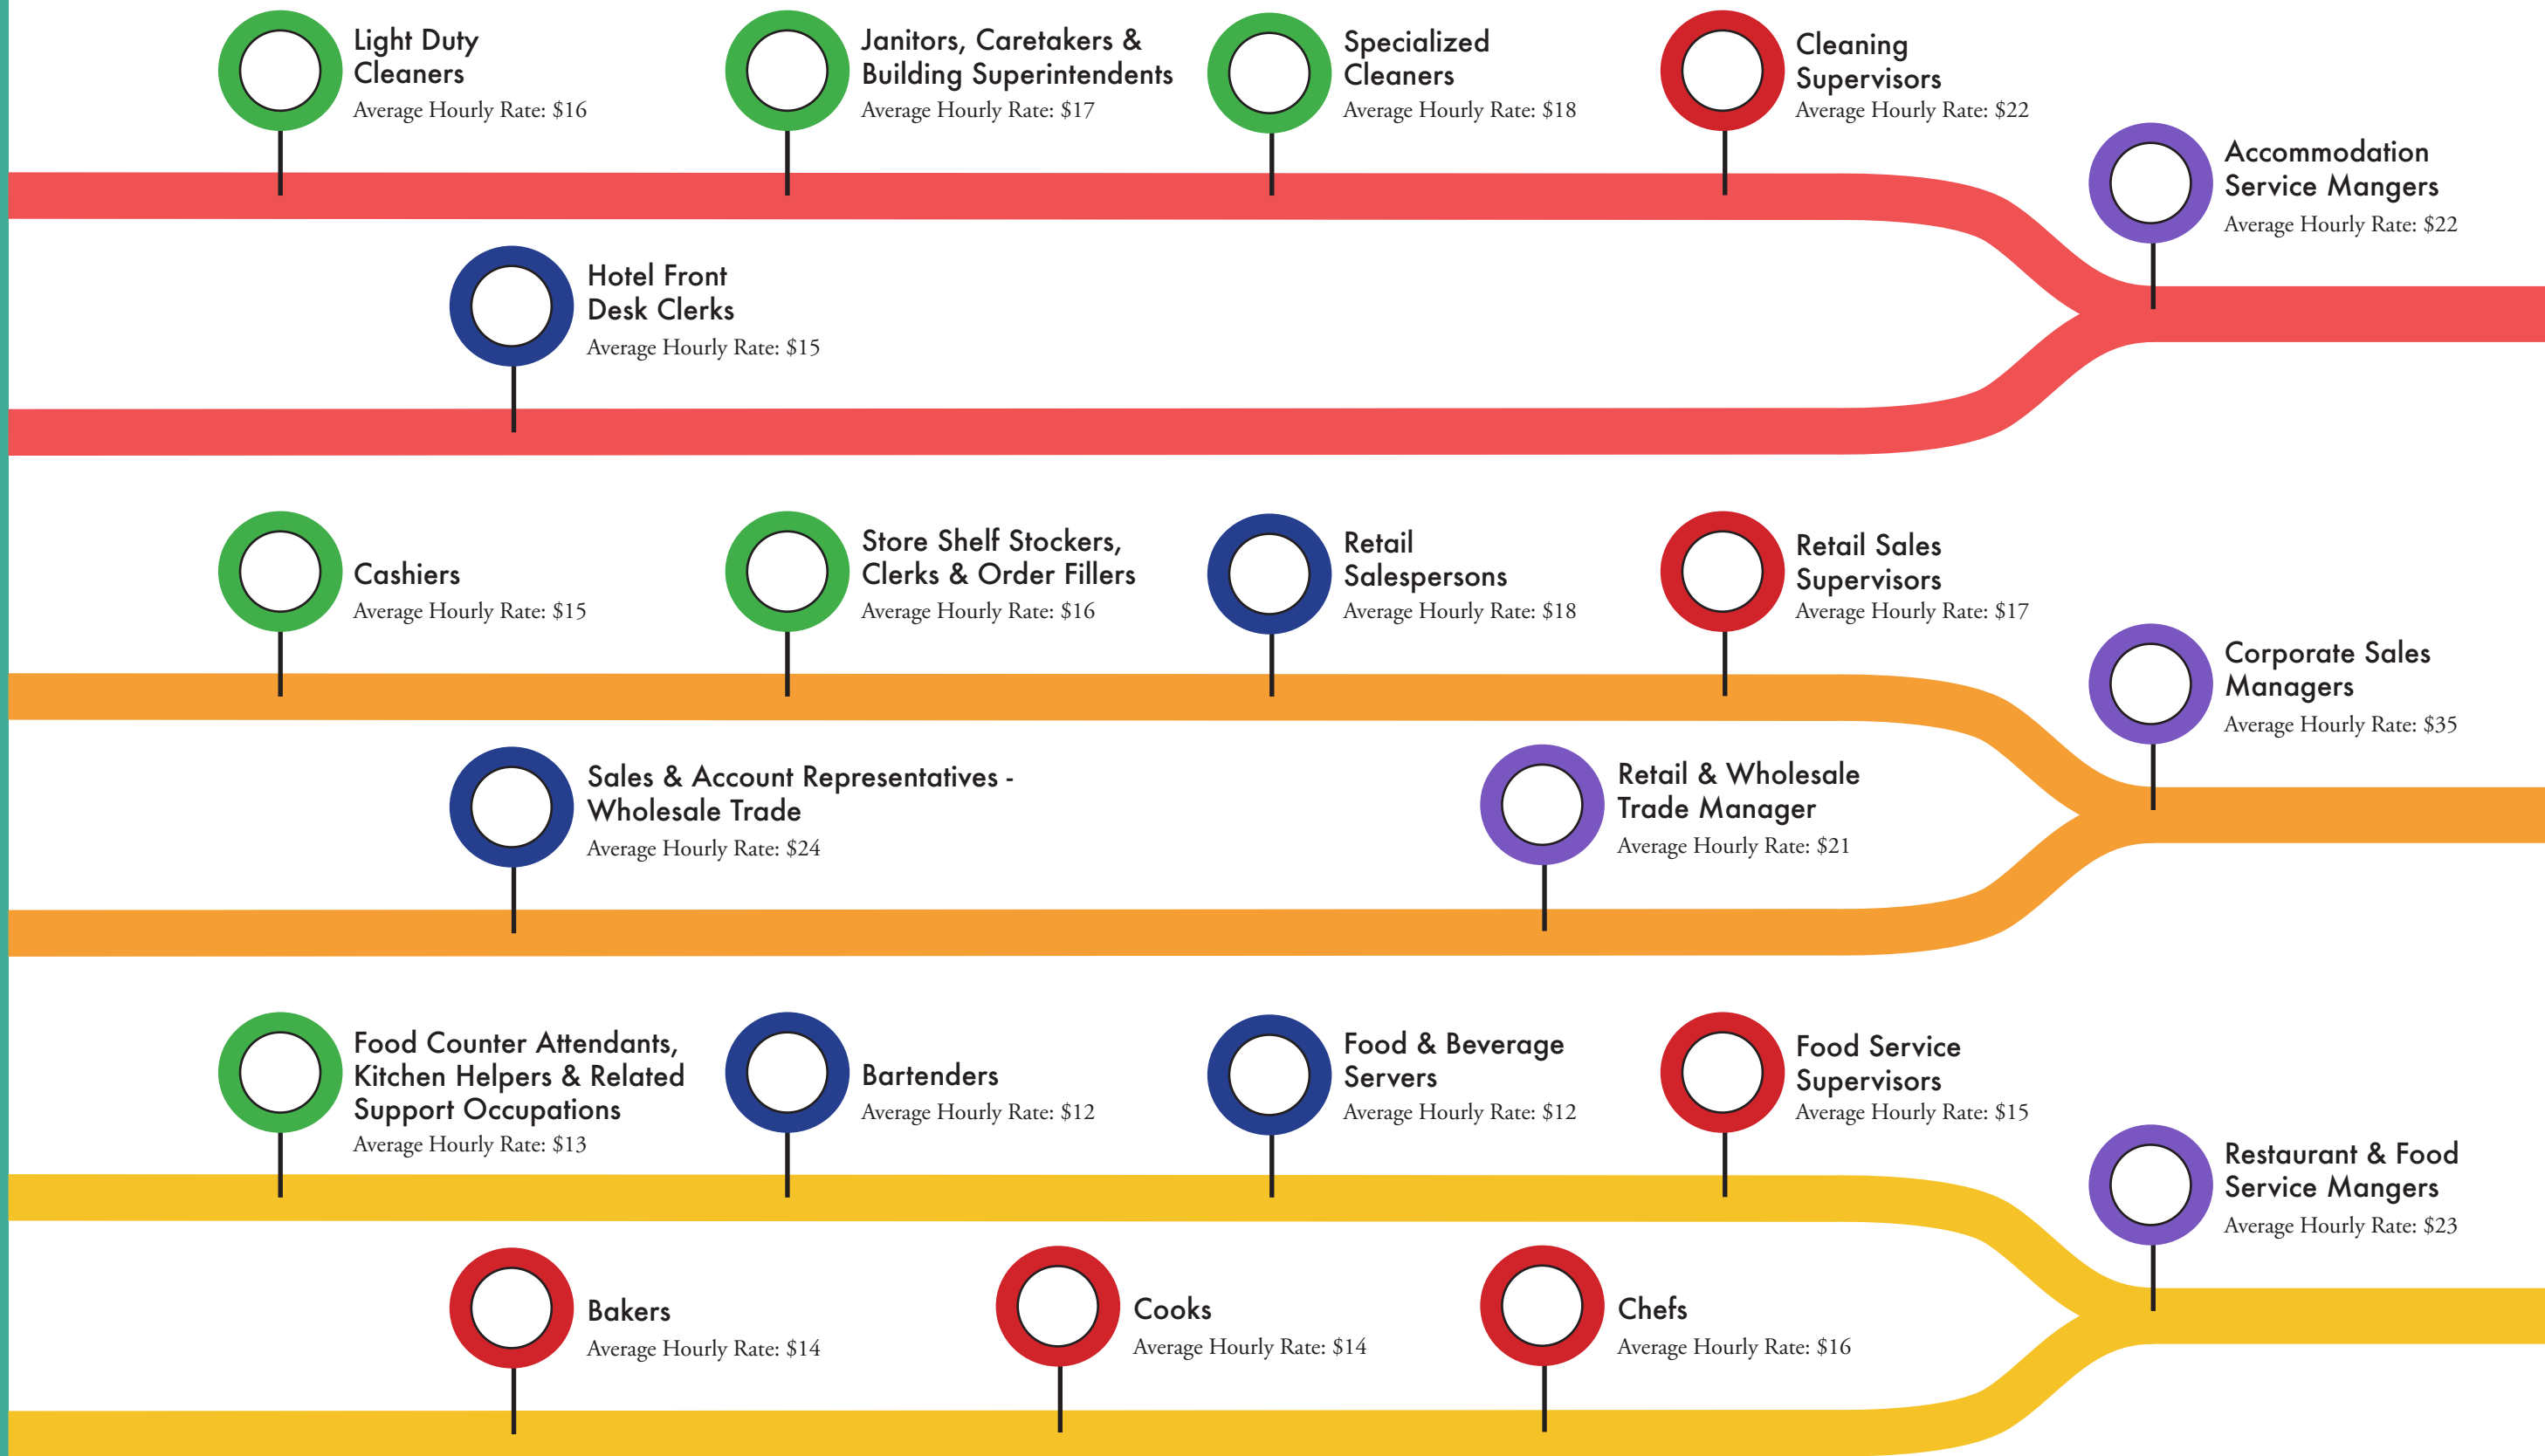 Light Duty
Cleaners
Average Hourly Rate: $16
Janitors, Caretakers &
Building Superintendents
Average Hourly Rate: $17
Specialized
Cleaners
Average Hourly Rate: $18
Cleaning
Supervisors
Average Hourly Rate: $22
Accommodation
Service Mangers
Average Hourly Rate: $22
Hotel Front
Desk Clerks
Average Hourly Rate: $15
Cashiers
Average Hourly Rate: $15
Store Shelf Stockers,
Clerks & Order Fillers
Average Hourly Rate: $16
Retail
Salespersons
Average Hourly Rate: $18
Retail Sales
Supervisors
Average Hourly Rate: $17
Corporate Sales
Managers
Average Hourly Rate: $35
Sales & Account Representatives -
Wholesale Trade
Average Hourly Rate: $24
Retail & Wholesale
Trade Manager
Average Hourly Rate: $21
Food Counter Attendants,
Kitchen Helpers & Related
Support Occupations
Average Hourly Rate: $13
Bartenders
Average Hourly Rate: $12
Food & Beverage
Servers
Average Hourly Rate: $12
Food Service
Supervisors
Average Hourly Rate: $15
Restaurant & Food
Service Mangers
Average Hourly Rate: $23
Bakers
Average Hourly Rate: $14
Cooks
Average Hourly Rate: $14
Chefs
Average Hourly Rate: $16